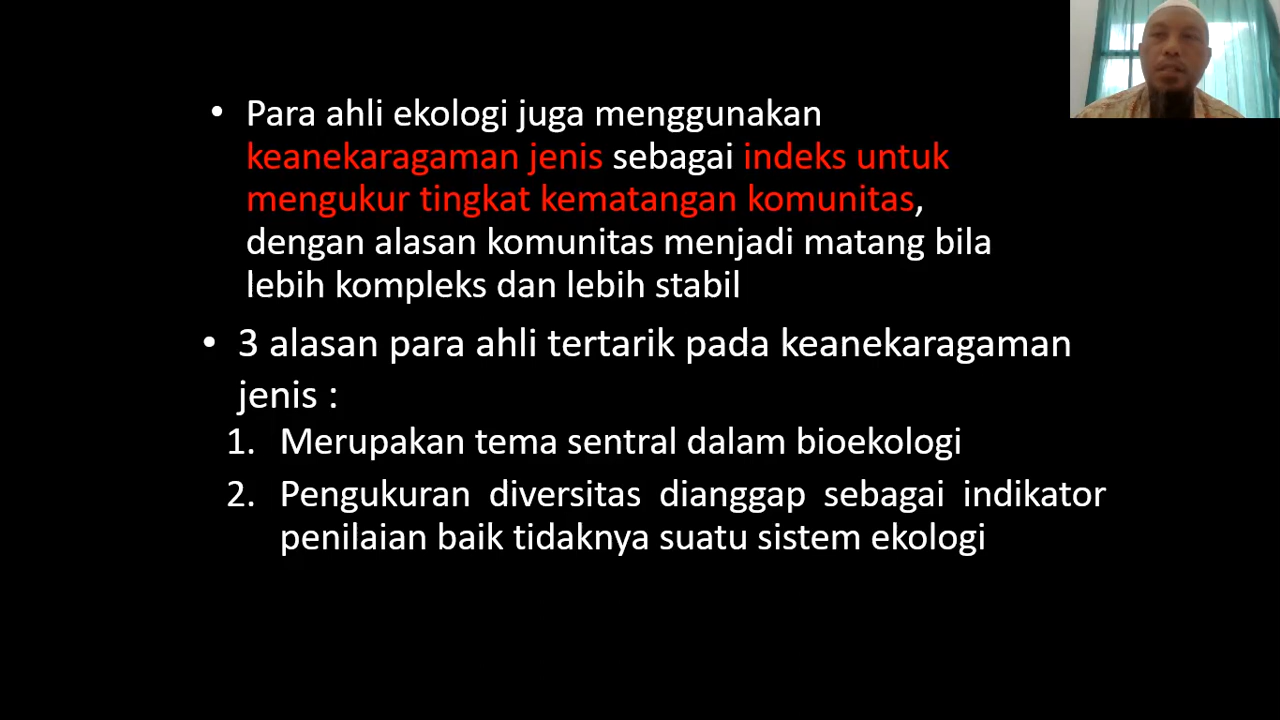 • Para ahli ekologi juga menggunakan
keanekaragaman jenis sebagai indeks untuk
mengukur tingkat kematangan komunitas,
dengan alasan komunitas menjadi matang bila
lebih kompleks dan lebih stabil
• 3 alasan para ahli tertarik pada keanekaragaman
jenis :
1. Merupakan tema sentral dalam bioekologi
2. Pengukuran diversitas dianggap sebagai indikator
penilaian baik tidaknya suatu sistem ekologi